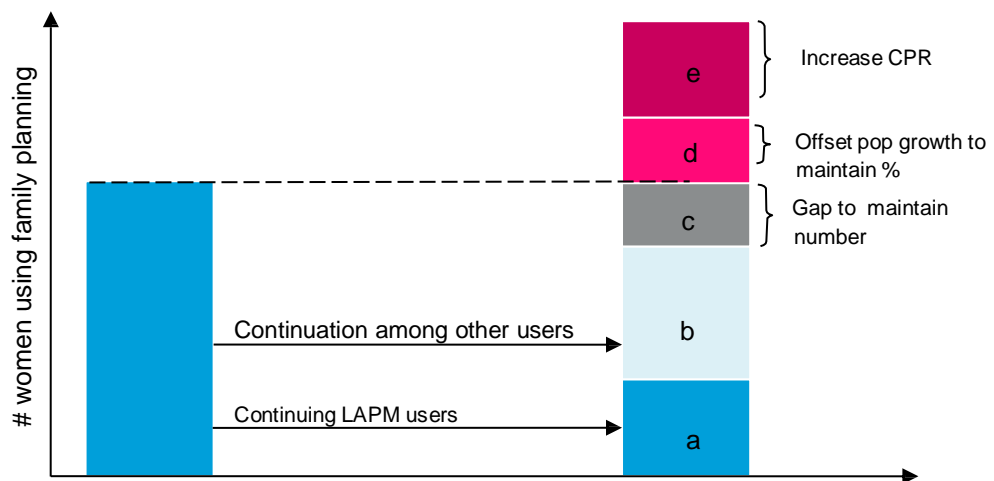 # women using family planning
e
Increase CPR
d
Offset pop growth to
maintain %
c
Gap to maintain
number
Continuation among other users
b
Continuing LAPM users
a